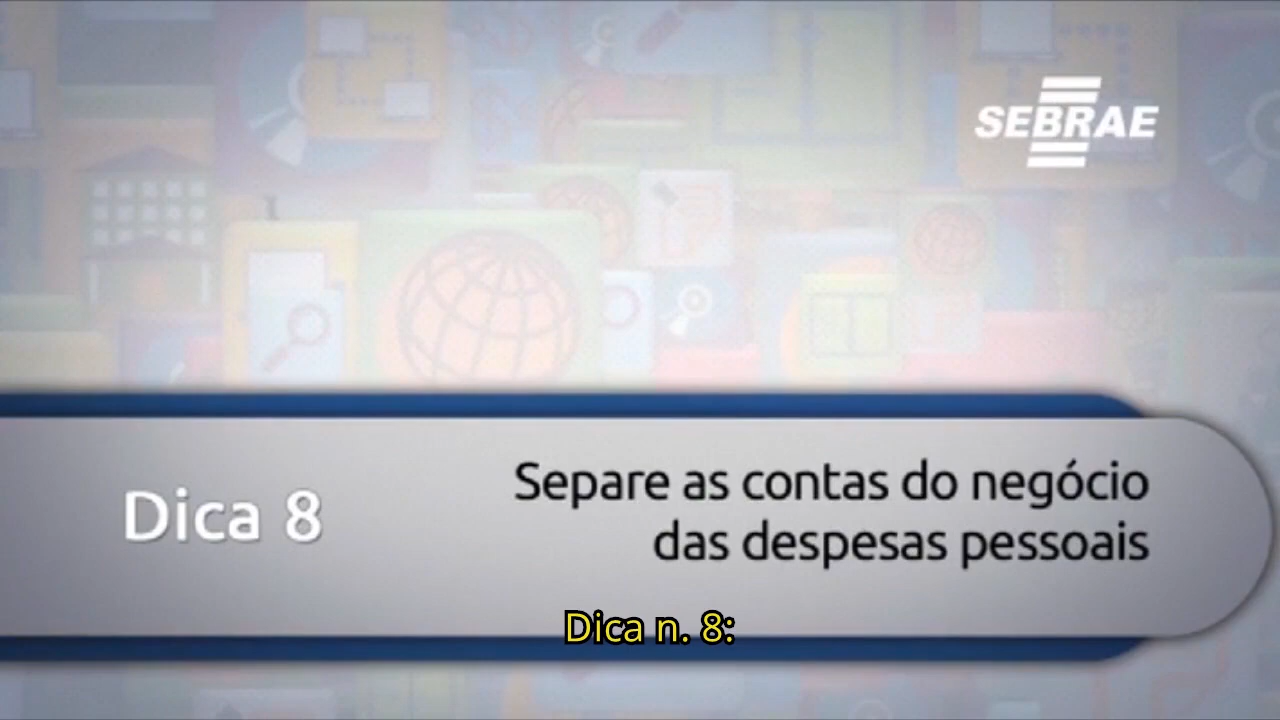 SEBRAE
Dica 8
Separe as contas do negócio
das despesas pessoais
Dica n. 8: